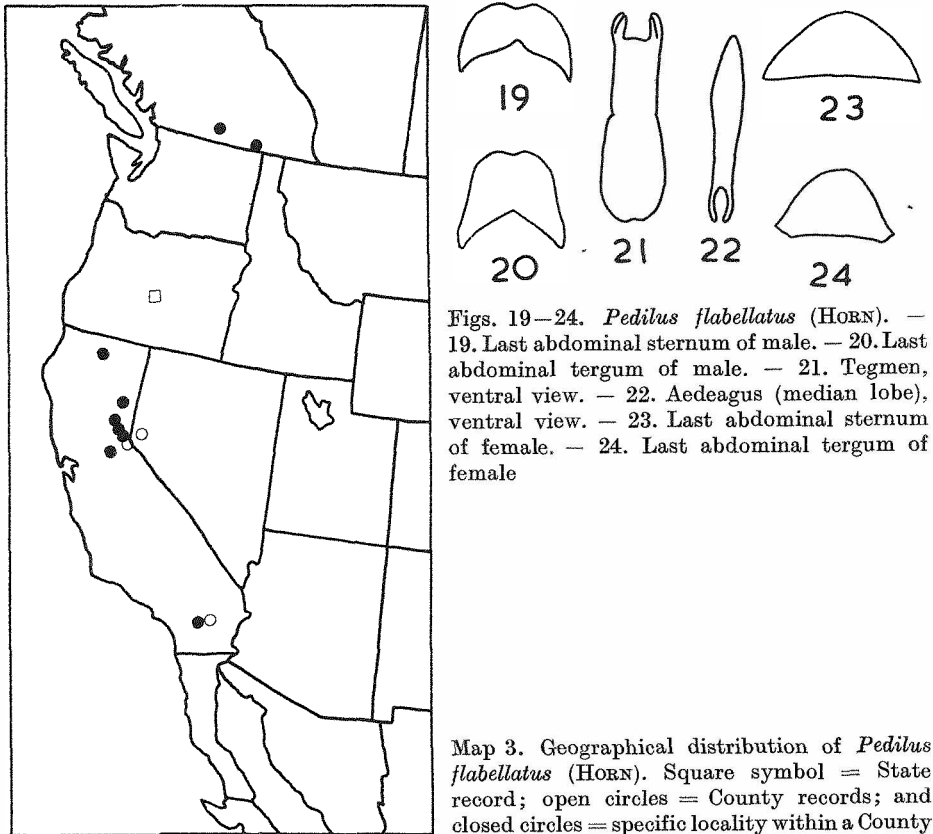 19
23
20
21
22
24
Figs. 19—24. Pedilus flabellatus (HORN). —
19. Last abdominal sternum of male. — 20. Last
abdominal tergum of male. — 21. Tegmen,
ventral view. — 22. Aedeagus (median lobe),
ventral view. — 23. Last abdominal sternum
of female. — 24. Last abdominal tergum of
female
Map 3. Geographical distribution of Pedilus
flabellatus (HORN). Square symbol = State
record; open circles = County records; and
closed circles = specific locality within a County